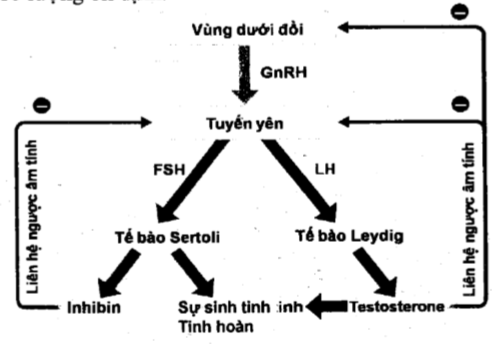 Vùng dưới đồi
GnRH
Tuyến yên
FSH
LH
Tế bào Sertoli
Tế bào Leydig
Inhibin
Sự sinh tinh
Testosterone
Tinh hoàn
Liên hệ ngược âm tính
Liên hệ ngược âm tính